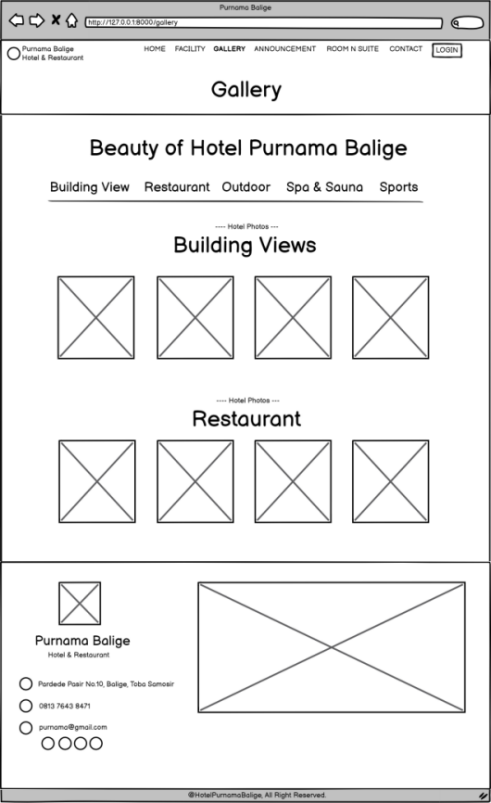 Purnama Balige
http://127.0.0.1:8000/gallery
Purnama Balige
Hotel & Restaurant
HOME FACILITY GALLERY ANNOUNCEMENT ROOM N SUITE CONTACT LOGIN
Gallery
Beauty of Hotel Purnama Balige
Building View Restaurant Outdoor Spa & Sauna Sports
---- Hotel Photos ---
Building Views
---- Hotel Photos ---
Restaurant
Purnama Balige
Hotel & Restaurant
Pardede Pasir No.10, Balige, Toba Samosir
0813 7643 8471
purnama@gmail.com
@HotelPurnamaBalige, All Right Reserved.